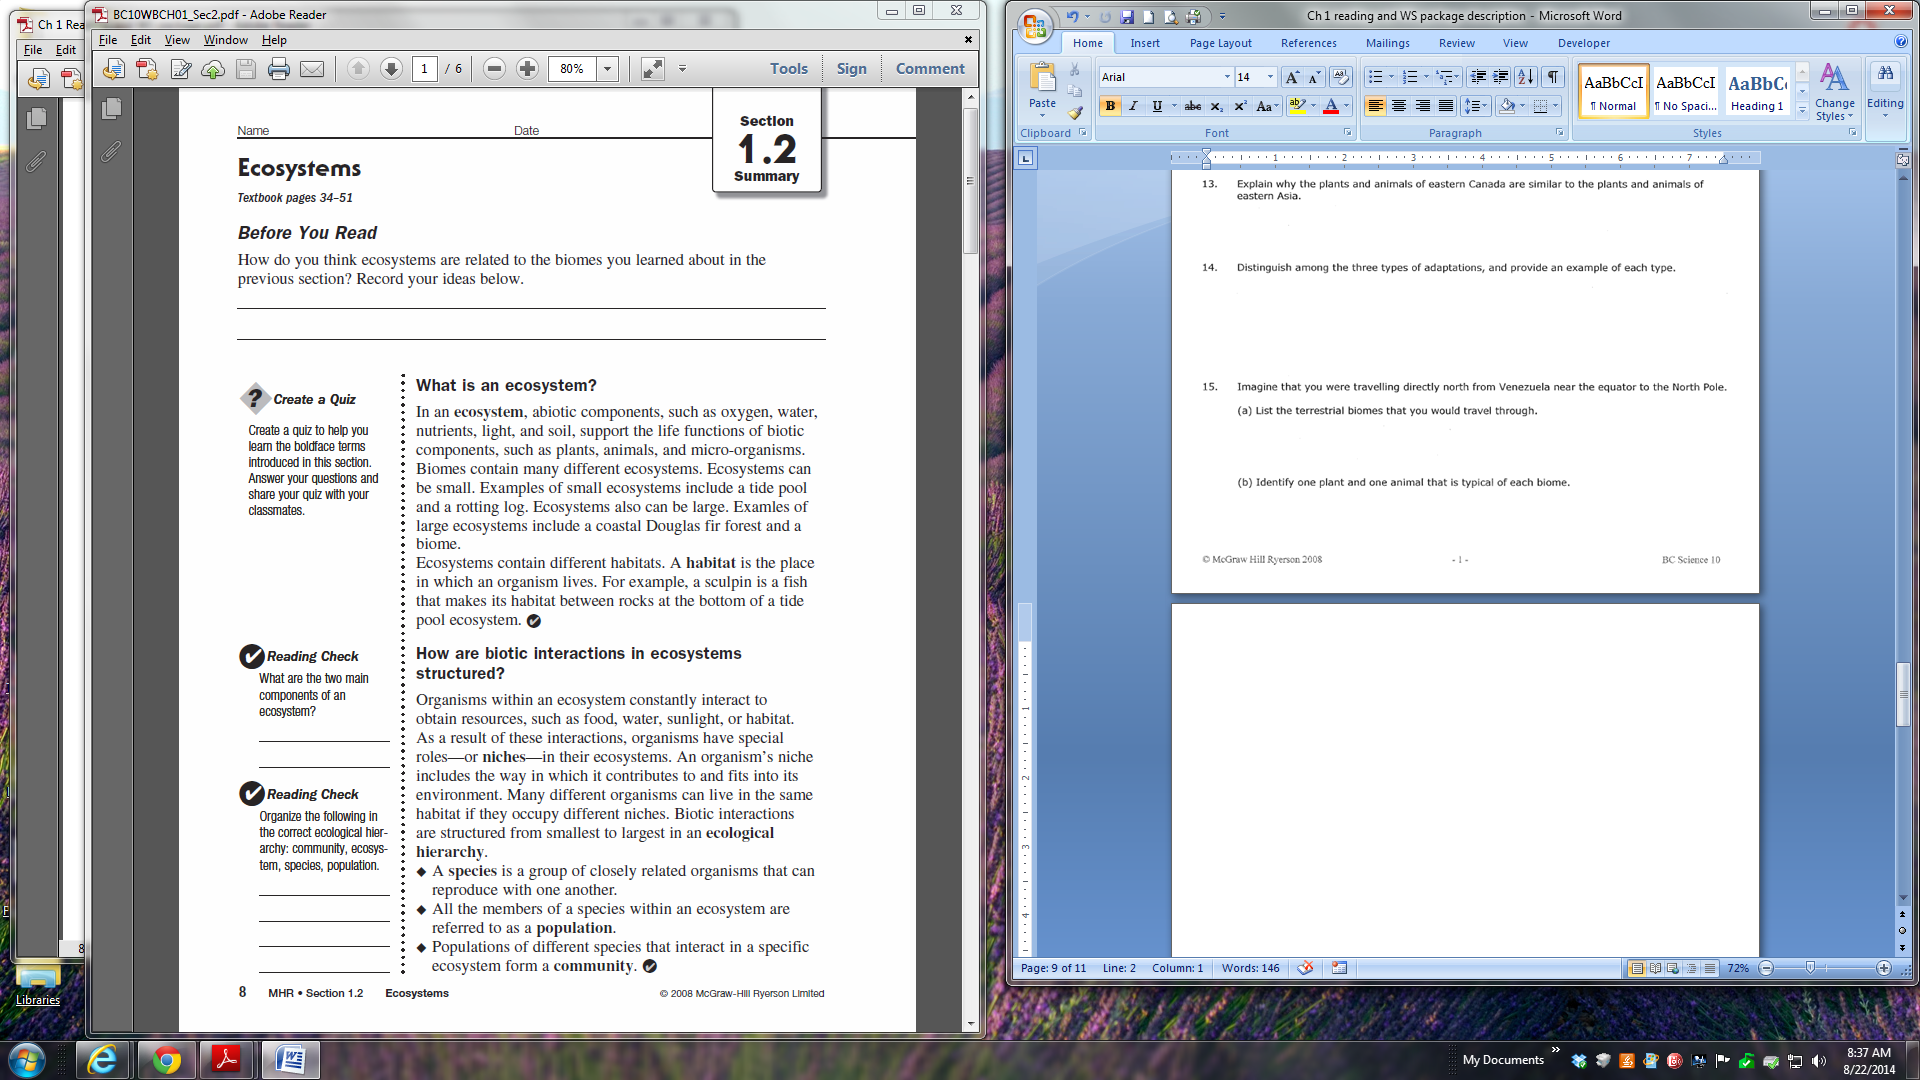 Ch 1 Rea
File Edit
BC10WBCH01_Sec2.pdf - Adobe Reader
File Edit View Window Help
1 / 6 80% Tools Sign Comment
Name Date
Section
1.2
Summary
Ecosystems
Textbook pages 34–51
Before You Read
How do you think ecosystems are related to the biomes you learned about in the
previous section? Record your ideas below.
? Create a Quiz
Create a quiz to help you
learn the boldface terms
introduced in this section.
Answer your questions and
share your quiz with your
classmates.
Reading Check
What are the two main
components of an
ecosystem?
Reading Check
Organize the following in
the correct ecological hier-
archy: community, ecosys-
tem, species, population.
What is an ecosystem?
In an ecosystem, abiotic components, such as oxygen, water,
nutrients, light, and soil, support the life functions of biotic
components, such as plants, animals, and micro-organisms.
Biomes contain many different ecosystems. Ecosystems can
be small. Examples of small ecosystems include a tide pool
and a rotting log. Ecosystems also can be large. Examles of
large ecosystems include a coastal Douglas fir forest and a
biome.
Ecosystems contain different habitats. A habitat is the place
in which an organism lives. For example, a sculpin is a fish
that makes its habitat between rocks at the bottom of a tide
pool ecosystem.
How are biotic interactions in ecosystems
structured?
Organisms within an ecosystem constantly interact to
obtain resources, such as food, water, sunlight, or habitat.
As a result of these interactions, organisms have special
roles—or niches—in their ecosystems. An organism's niche
includes the way in which it contributes to and fits into its
environment. Many different organisms can live in the same
habitat if they occupy different niches. Biotic interactions
are structured from smallest to largest in an ecological
hierarchy.
◆ A species is a group of closely related organisms that can
reproduce with one another.
◆ All the members of a species within an ecosystem are
referred to as a population.
◆ Populations of different species that interact in a specific
ecosystem form a community.
8 MHR • Section 1.2 Ecosystems © 2008 McGraw-Hill Ryerson Limited
Ch 1 reading and WS package description - Microsoft Word
Home Insert Page Layout References Mailings Review View Developer
Paste
Arial 14
B I U abc x₂ x² Aa
AaBbCcI AaBbCcI AaBbC
¶ Normal ¶ No Spaci... Heading 1
Change Styles Editing
Clipboard Font Paragraph Styles
1 2 3 4 5 6 7
13. Explain why the plants and animals of eastern Canada are similar to the plants and animals of
eastern Asia.
14. Distinguish among the three types of adaptations, and provide an example of each type.
15. Imagine that you were travelling directly north from Venezuela near the equator to the North Pole.
(a) List the terrestrial biomes that you would travel through.
(b) Identify one plant and one animal that is typical of each biome.
© McGraw Hill Ryerson 2008 - 1 - BC Science 10
1
2
3
4
Page: 9 of 11 Line: 2 Column: 1 Words: 146 72%
Libraries
My Documents
8:37 AM
8/22/2014